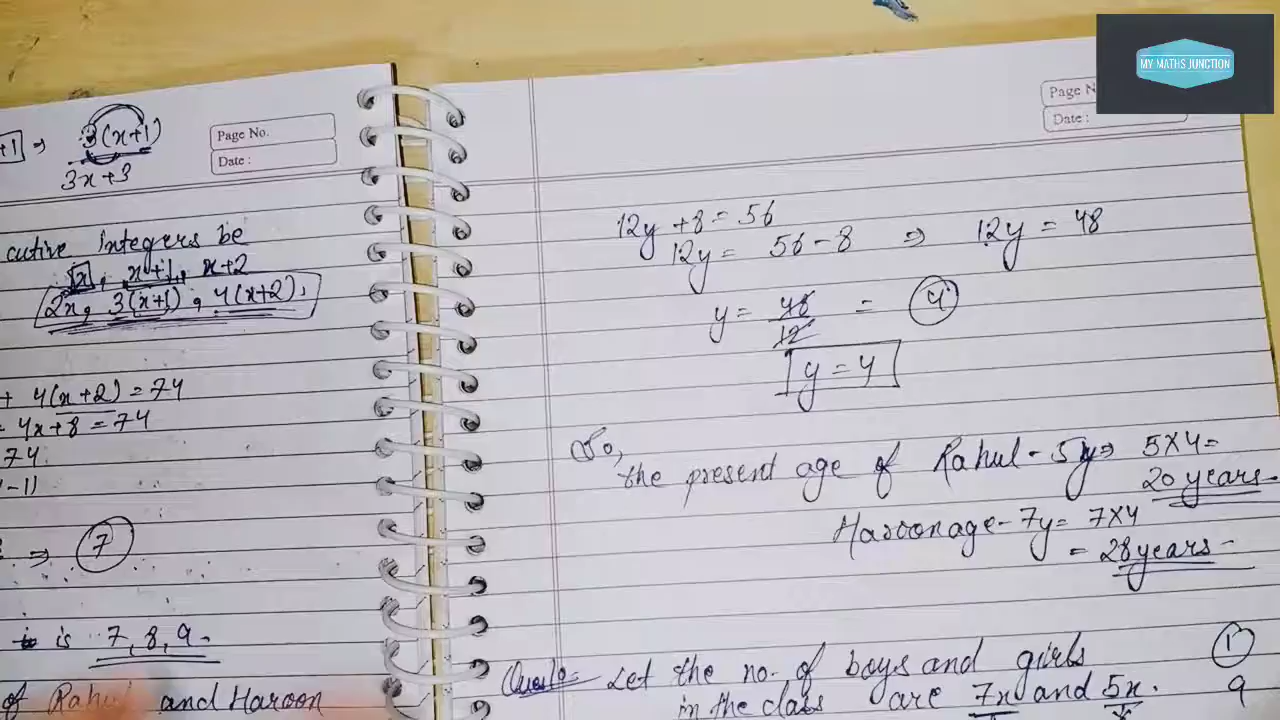 MY MATHS JUNCTION
+1 ⇒ 3(x+1)
3x+3
Page No.
Date :
cutive integers be
x, x+1, x+2
2x, 3(x+1), 4(x+2).
+ 4(x+2) = 74
4x+8 = 74
74
-11
⇒ 7
is 7, 8, 9.
of Rahul and Haroon
Page N
Date :
12y + 8 = 56
12y = 56 - 8 ⇒ 12y = 48
y = 48/12 = 4
y = 4
So,
the present age of Rahul - 5y ⇒ 5×4 =
20 years
Haroon age - 7y = 7×4
= 28 years
Let the no. of boys and girls
in the class are 7x and 5x.
1
9